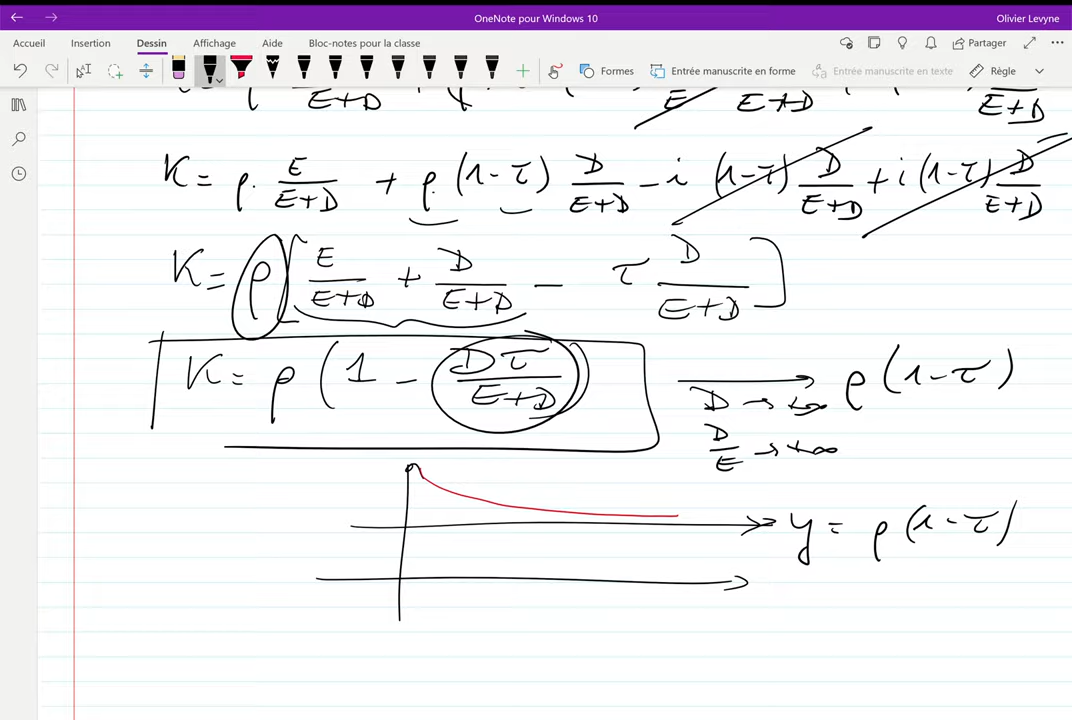 OneNote pour Windows 10
Olivier Levyne
Accueil Insertion Dessin Affichage Aide Bloc-notes pour la classe
Partager
Formes Entrée manuscrite en forme Entrée manuscrite en texte Règle
E+D E E+D E+D
K = ρ. E/(E+D) + ρ. (1-τ) D/(E+D) - i (1-τ) D/(E+D) + i (1-τ) D/(E+D)
K = ρ [ E/(E+D) + D/(E+D) - τ D/(E+D) ]
K = ρ (1 - Dτ/(E+D)) → ρ (1-τ)
D → +∞
D/E → +∞
y = ρ (1-τ)